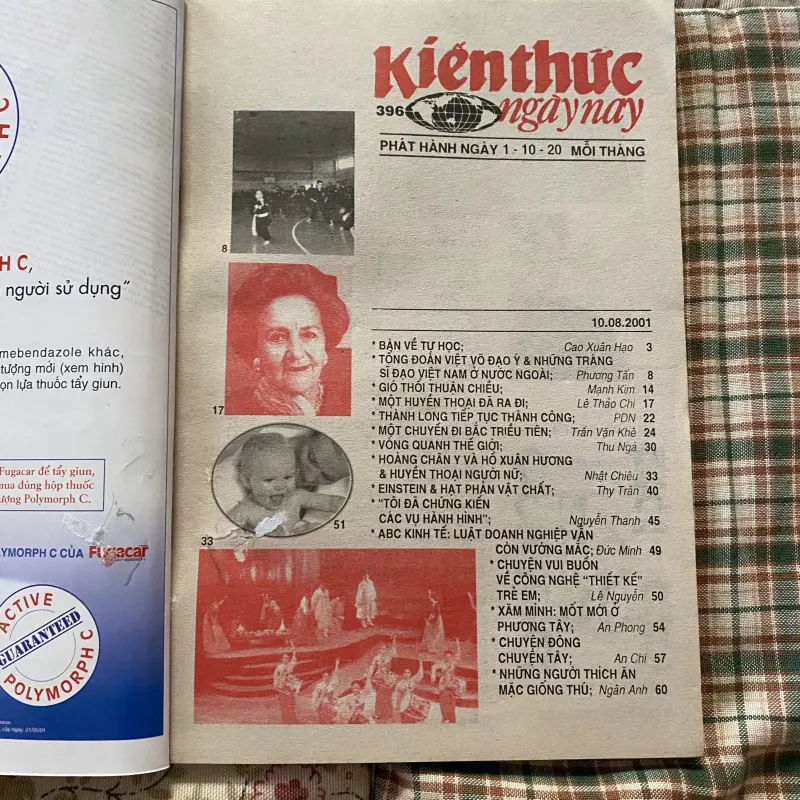 H C,
người sử dụng"
mebendazole khác,
tượng mới (xem hình)
ọn lựa thuốc tẩy giun.
Fugacar để tẩy giun,
mua đúng hộp thuốc
tượng Polymorph C.
LYMORPH C CỦA Fugacar
ACTIVE
GUARANTEED
POLYMORPH C
cấp ngày: 21/05/01
Kiến thức
396 ngày nay
PHÁT HÀNH NGÀY 1 - 10 - 20 MỖI THÁNG
8
17
51
33
10.08.2001
* BÀN VỀ TỰ HỌC; Cao Xuân Hạo 3
* TỔNG ĐOÀN VIỆT VÕ ĐẠO Ý & NHỮNG TRANG
SĨ ĐẠO VIỆT NAM Ở NƯỚC NGOÀI; Phương Tấn 8
* GIÓ THỔI THUẬN CHIỀU; Mạnh Kim 14
* MỘT HUYỀN THOẠI ĐÃ RA ĐI; Lê Thảo Chi 17
* THÀNH LONG TIẾP TỤC THÀNH CÔNG; PDN 22
* MỘT CHUYẾN ĐI BẮC TRIỀU TIÊN; Trần Văn Khê 24
* VÒNG QUANH THẾ GIỚI; Thu Ngà 30
* HOÀNG CHÂN Y VÀ HỒ XUÂN HƯƠNG
& HUYỀN THOẠI NGƯỜI NỮ; Nhật Chiêu 33
* EINSTEIN & HẠT PHẢN VẬT CHẤT; Thy Trân 40
* "TÔI ĐÃ CHỨNG KIẾN
CÁC VỤ HÀNH HÌNH"; Nguyễn Thanh 45
* ABC KINH TẾ: LUẬT DOANH NGHIỆP VẪN
CÒN VƯỚNG MẮC; Đức Minh 49
* CHUYỆN VUI BUỒN
VỀ CÔNG NGHỆ "THIẾT KẾ"
TRẺ EM; Lê Nguyễn 50
* XĂM MÌNH: MỐT MỚI Ở
PHƯƠNG TÂY; An Phong 54
* CHUYỆN ĐÔNG
CHUYỆN TÂY; An Chi 57
* NHỮNG NGƯỜI THÍCH ĂN
MẶC GIỐNG THÚ; Ngân Anh 60